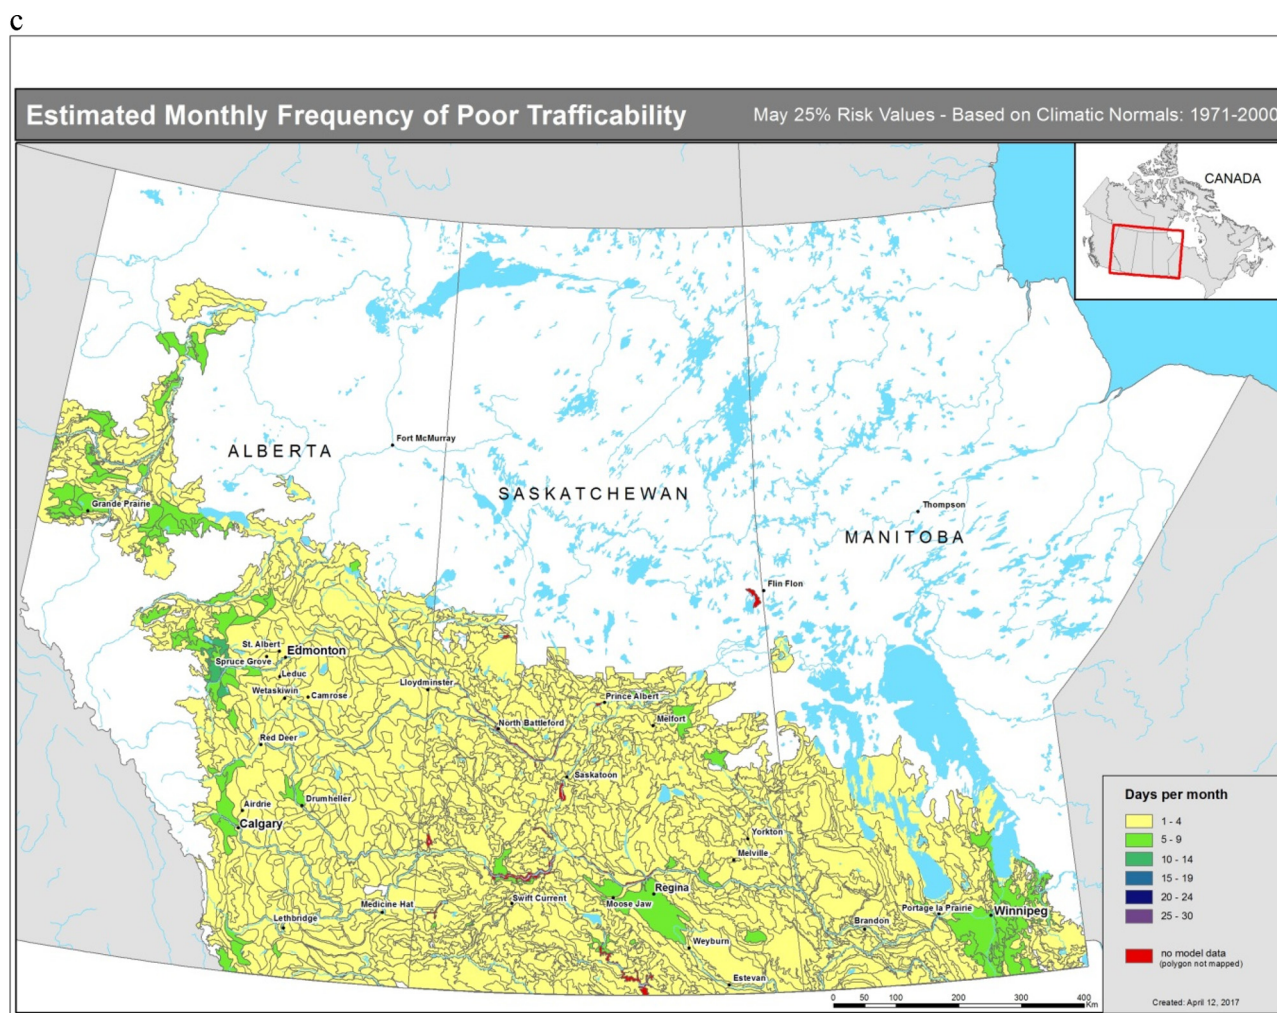 c
Estimated Monthly Frequency of Poor Trafficability
May 25% Risk Values - Based on Climatic Normals: 1971-2000
CANADA
ALBERTA
Fort McMurray
SASKATCHEWAN
Grande Prairie
Thompson
MANITOBA
Flin Flon
St. Albert
Edmonton
Spruce Grove
Leduc
Wetaskiwin
Camrose
Lloydminster
Prince Albert
North Battleford
Melfort
Red Deer
Saskatoon
Airdrie
Drumheller
Calgary
Yorkton
Melville
Regina
Medicine Hat
Swift Current
Moose Jaw
Portage la Prairie
Winnipeg
Lethbridge
Brandon
Weyburn
Estevan
Days per month
1 - 4
5 - 9
10 - 14
15 - 19
20 - 24
25 - 30
no model data
(polygon not mapped)
0 50 100 200 300 400
Km
Created: April 12, 2017